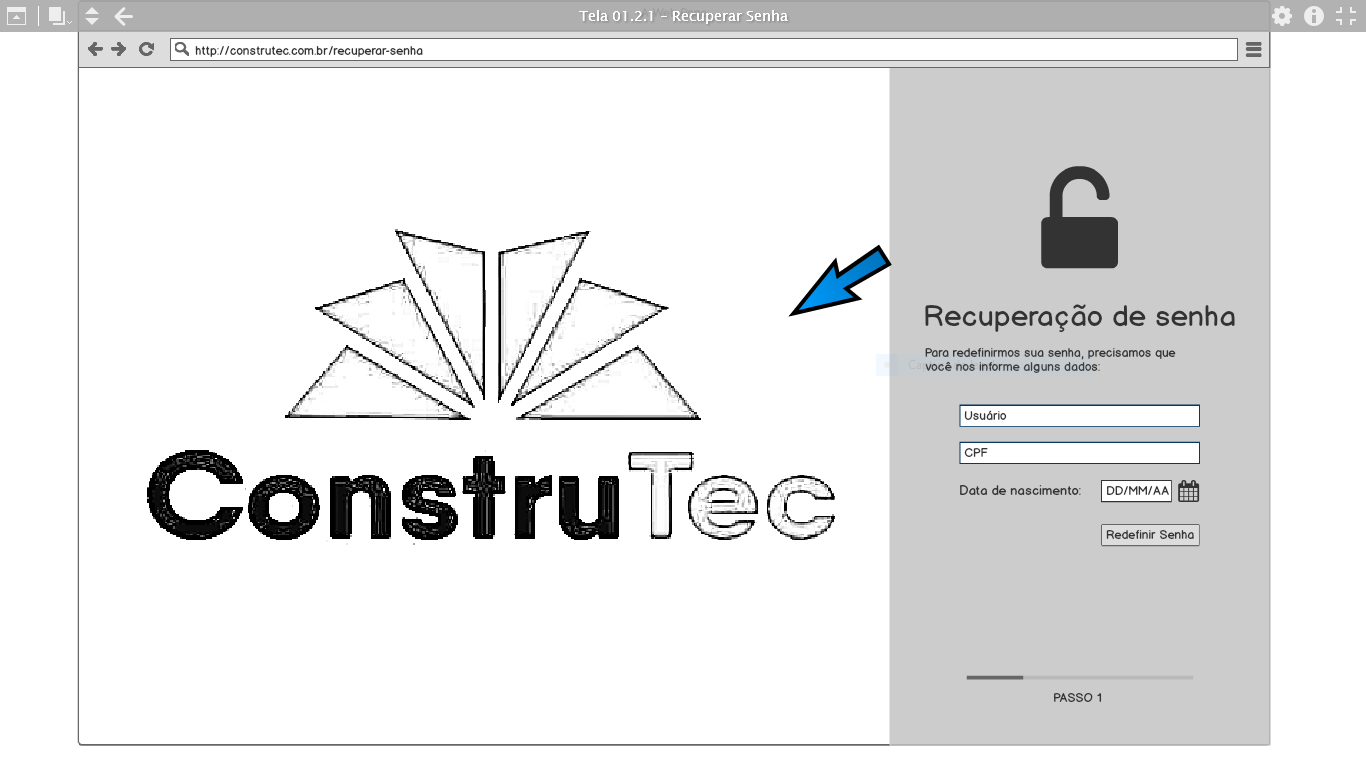 Tela 01.2.1 - Recuperar Senha
http://construtec.com.br/recuperar-senha
ConstruTec
Recuperação de senha
Para redefinirmos sua senha, precisamos que
você nos informe alguns dados:
Usuário
CPF
Data de nascimento: DD/MM/AA
Redefinir Senha
PASSO 1